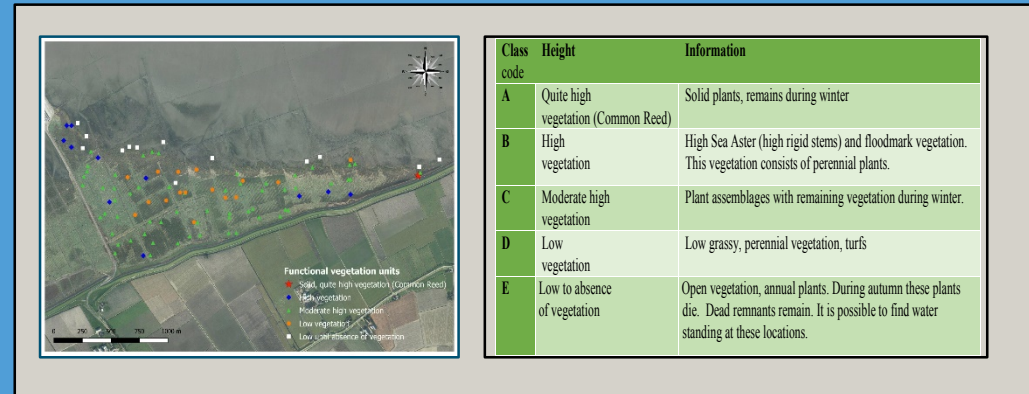 Functional vegetation units
Solid, quite high vegetation (Common Reed)
High vegetation
Moderate high vegetation
Low vegetation
Low until absence of vegetation
0 250 500 750 1000 m
Class code Height Information
A Quite high vegetation (Common Reed) Solid plants, remains during winter
B High vegetation High Sea Aster (high rigid stems) and floodmark vegetation. This vegetation consists of perennial plants.
C Moderate high vegetation Plant assemblages with remaining vegetation during winter.
D Low vegetation Low grassy, perennial vegetation, turfs
E Low to absence of vegetation Open vegetation, annual plants. During autumn these plants die. Dead remnants remain. It is possible to find water standing at these locations.